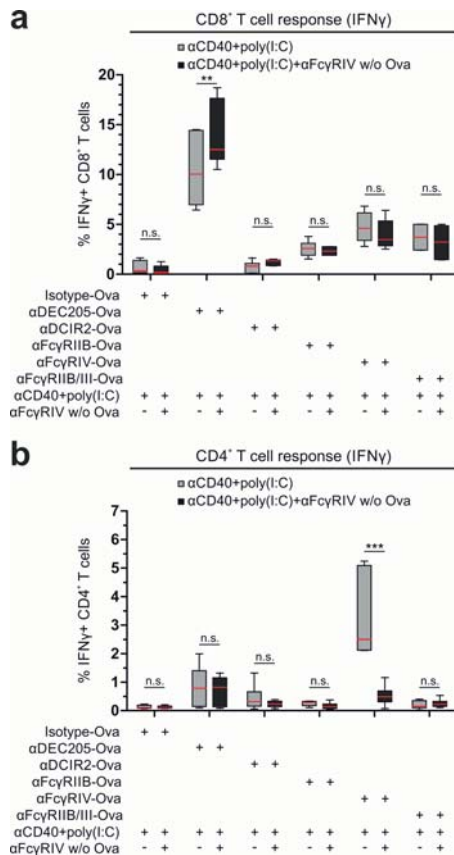 a
CD8⁺ T cell response (IFNγ)
αCD40+poly(I:C)
αCD40+poly(I:C)+αFcγRIV w/o Ova
% IFNγ+ CD8⁺ T cells
20
15
10
5
0
n.s.
**
n.s.
n.s.
n.s.
n.s.
Isotype-Ova + +
αDEC205-Ova + +
αDCIR2-Ova + +
αFcγRIIB-Ova + +
αFcγRIV-Ova + +
αFcγRIIB/III-Ova + +
αCD40+poly(I:C) + + + + + + + + + + + +
αFcγRIV w/o Ova - + - + - + - + - + - +
b
CD4⁺ T cell response (IFNγ)
αCD40+poly(I:C)
αCD40+poly(I:C)+αFcγRIV w/o Ova
% IFNγ+ CD4⁺ T cells
7
6
5
4
3
2
1
0
n.s.
n.s.
n.s.
n.s.
***
n.s.
Isotype-Ova + +
αDEC205-Ova + +
αDCIR2-Ova + +
αFcγRIIB-Ova + +
αFcγRIV-Ova + +
αFcγRIIB/III-Ova + +
αCD40+poly(I:C) + + + + + + + + + + + +
αFcγRIV w/o Ova - + - + - + - + - + - +